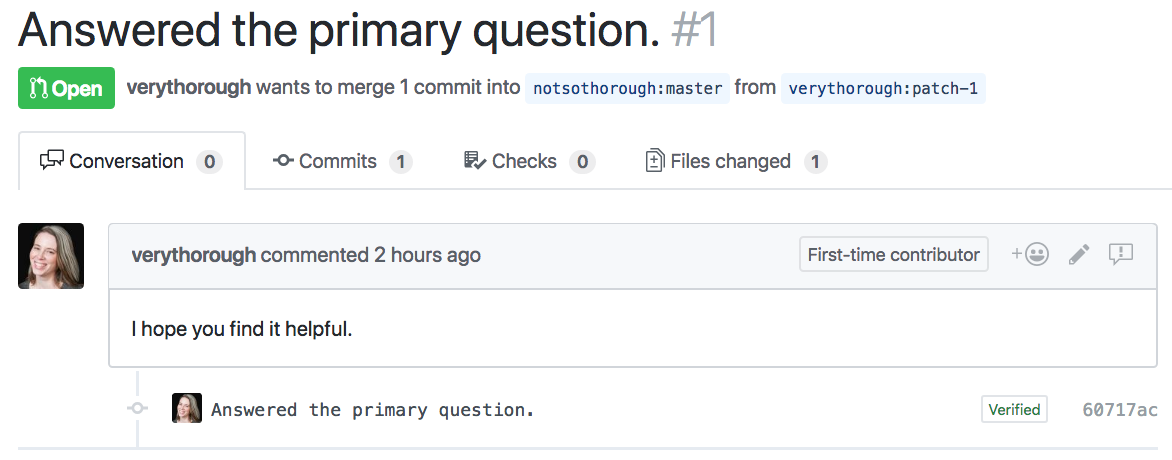 Answered the primary question. #1
Open verythorough wants to merge 1 commit into notsothorough:master from verythorough:patch-1
Conversation 0 Commits 1 Checks 0 Files changed 1
verythorough commented 2 hours ago First-time contributor +
I hope you find it helpful.
Answered the primary question. Verified 60717ac